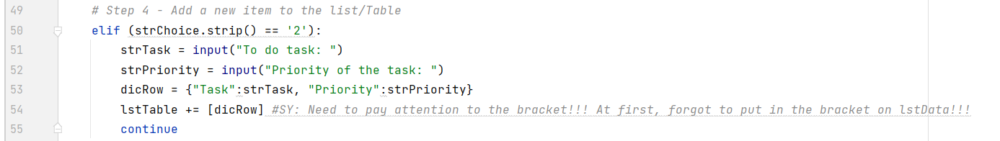 49 # Step 4 - Add a new item to the list/Table
50 elif (strChoice.strip() == '2'):
51 strTask = input("To do task: ")
52 strPriority = input("Priority of the task: ")
53 dicRow = {"Task":strTask, "Priority":strPriority}
54 lstTable += [dicRow] #SY: Need to pay attention to the bracket!!! At first, forgot to put in the bracket on lstData!!!
55 continue